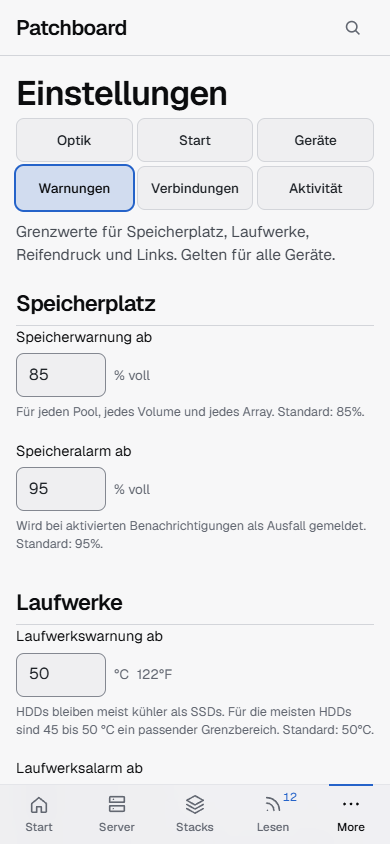 Patchboard
Einstellungen
Optik
Start
Geräte
Warnungen
Verbindungen
Aktivität
Grenzwerte für Speicherplatz, Laufwerke,
Reifendruck und Links. Gelten für alle Geräte.
Speicherplatz
Speicherwarnung ab
85 % voll
Für jeden Pool, jedes Volume und jedes Array. Standard: 85%.
Speicheralarm ab
95 % voll
Wird bei aktivierten Benachrichtigungen als Ausfall gemeldet.
Standard: 95%.
Laufwerke
Laufwerkswarnung ab
50 °C 122°F
HDDs bleiben meist kühler als SSDs. Für die meisten HDDs
sind 45 bis 50 °C ein passender Grenzbereich. Standard: 50°C.
Laufwerksalarm ab
12
Start
Server
Stacks
Lesen
More